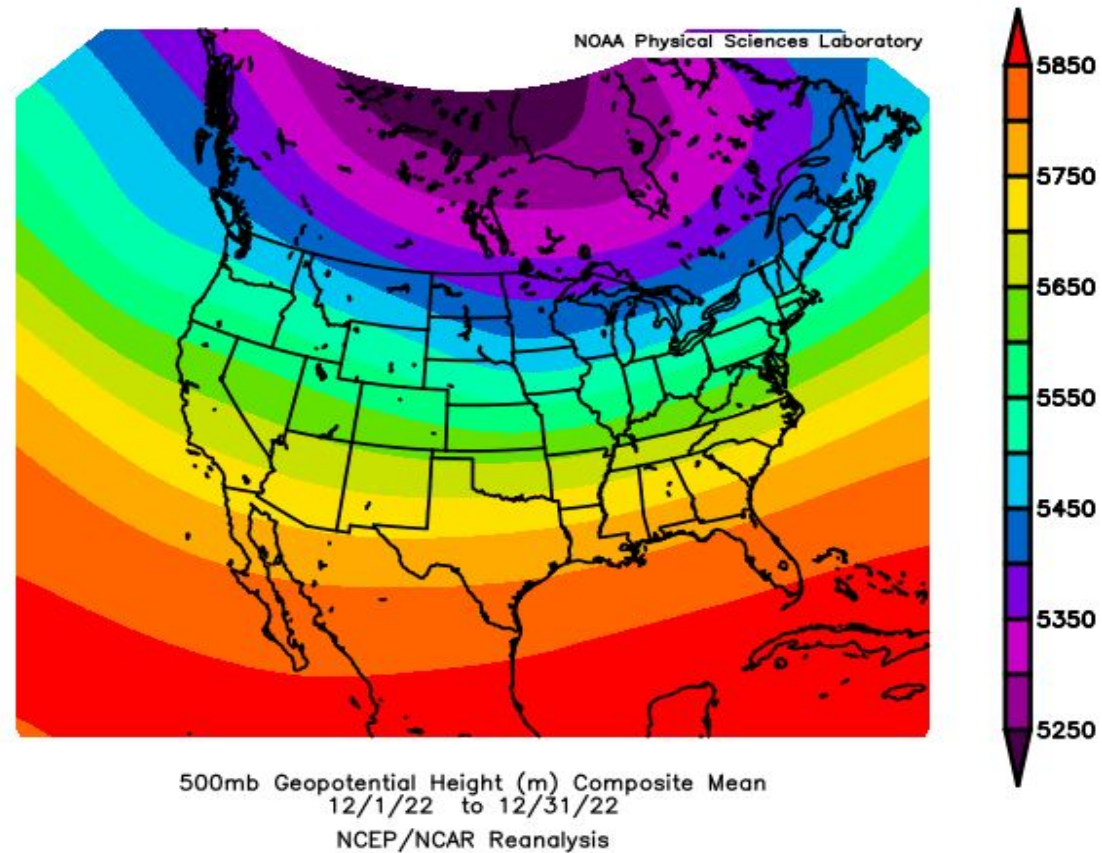 NOAA Physical Sciences Laboratory
5850
5750
5650
5550
5450
5350
5250
500mb Geopotential Height (m) Composite Mean
12/1/22 to 12/31/22
NCEP/NCAR Reanalysis